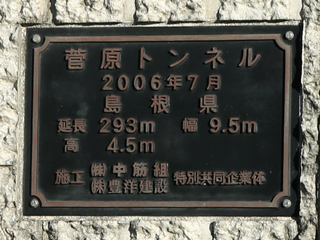 菅原トンネル
2006年7月
島根県
延長 293m 幅 9.5m
高 4.5m
施工 ㈱中筋組 特別共同企業体
㈱豊洋建設